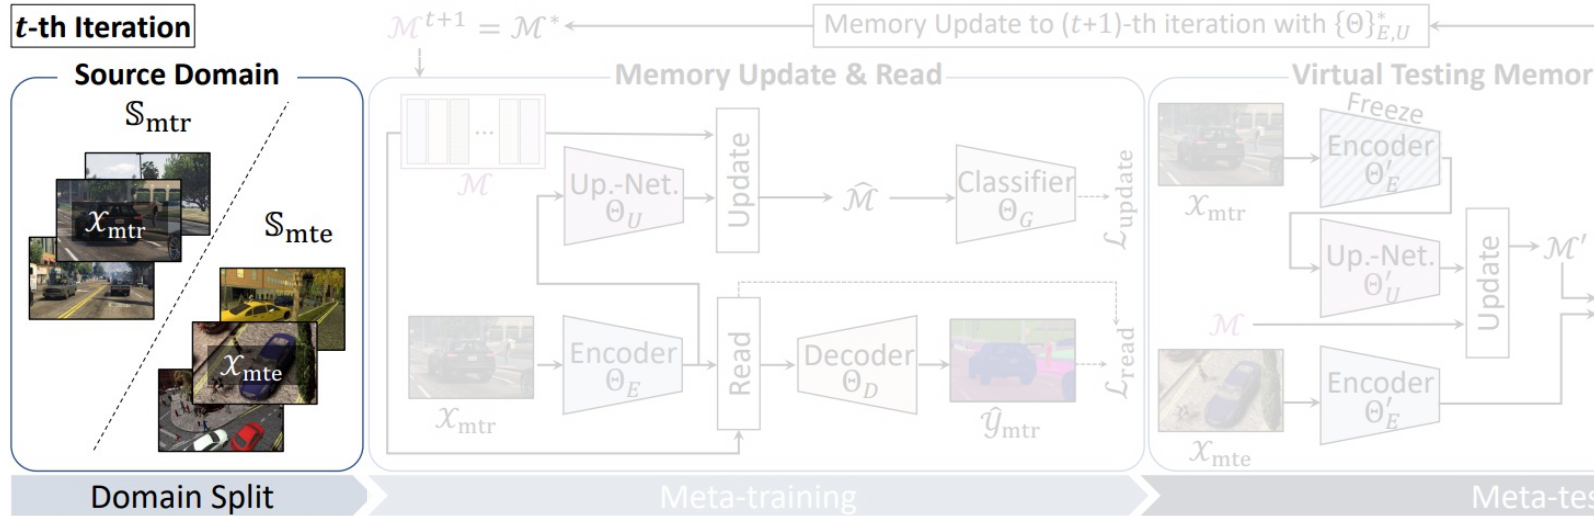 t-th Iteration
ℳᵗ⁺¹ = ℳ*
Memory Update to (t+1)-th iteration with {Θ}*_E,U
Source Domain
𝕊_mtr
𝒳_mtr
𝕊_mte
𝒳_mte
Domain Split
Memory Update & Read
...
ℳ
Up.-Net.
Θ_U
Update
ℳ̂
Classifier
Θ_G
ℒ_update
𝒳_mtr
Encoder
Θ_E
Read
Decoder
Θ_D
𝒴̂_mtr
ℒ_read
Meta-training
Virtual Testing Memor
Freeze
Encoder
Θ′_E
𝒳_mtr
Up.-Net.
Θ′_U
Update
ℳ′
ℳ
Encoder
Θ′_E
𝒳_mte
Meta-tes